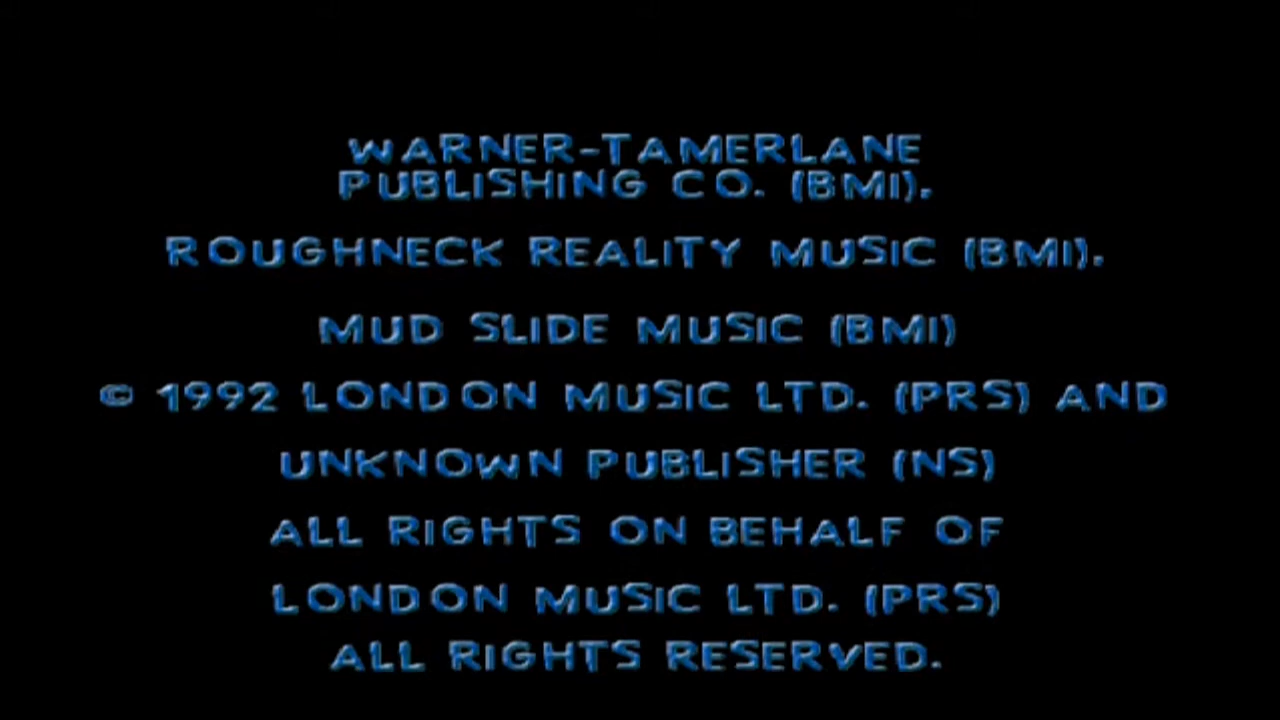 WARNER-TAMERLANE
PUBLISHING CO. (BMI).
ROUGHNECK REALITY MUSIC (BMI).
MUD SLIDE MUSIC (BMI)
© 1992 LONDON MUSIC LTD. (PRS) AND
UNKNOWN PUBLISHER (NS)
ALL RIGHTS ON BEHALF OF
LONDON MUSIC LTD. (PRS)
ALL RIGHTS RESERVED.